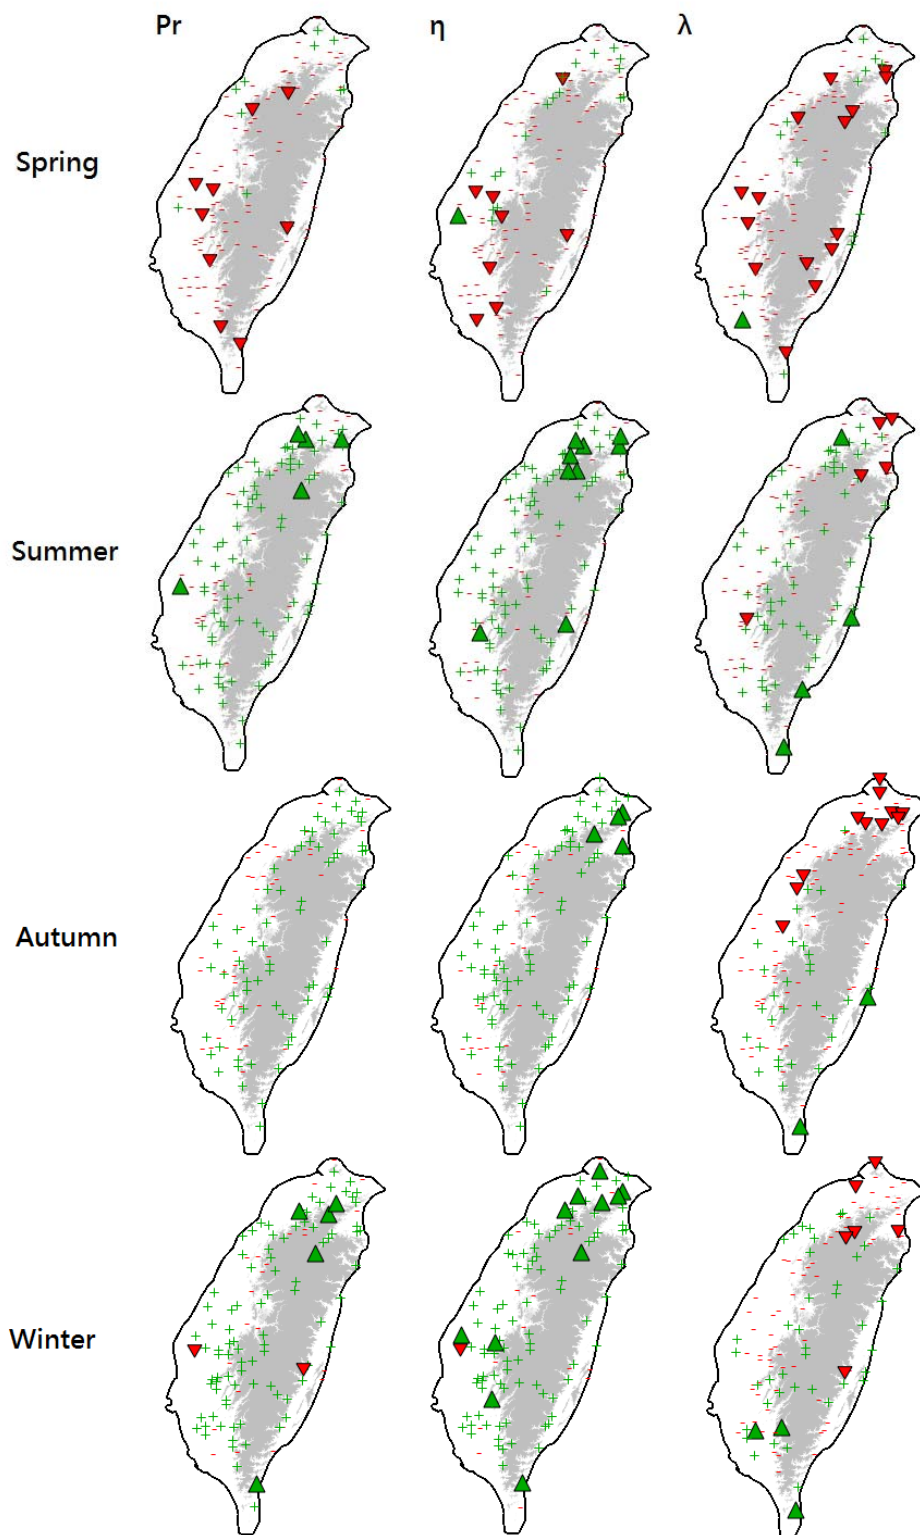 Pr η λ
Spring
Summer
Autumn
Winter